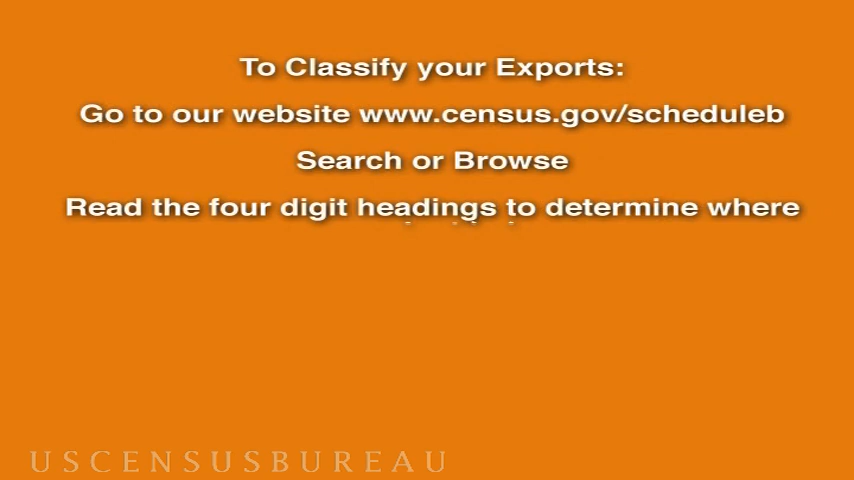 To Classify your Exports:
Go to our website www.census.gov/scheduleb
Search or Browse
Read the four digit headings to determine where
USCENSUSBUREAU